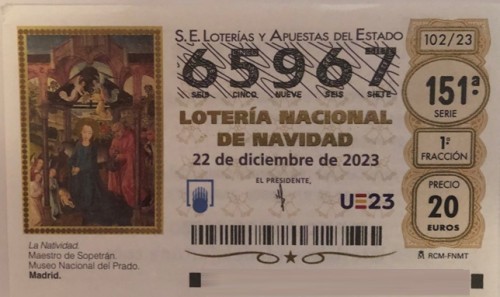 S.E. LOTERÍAS Y APUESTAS DEL ESTADO
102/23
65967
SEIS CINCO NUEVE SEIS SIETE
151ª
SERIE
LOTERÍA NACIONAL
DE NAVIDAD
22 de diciembre de 2023
1ª
FRACCIÓN
EL PRESIDENTE,
UE23
PRECIO
20
EUROS
La Natividad.
Maestro de Sopetrán.
Museo Nacional del Prado.
Madrid.
RCM-FNMT